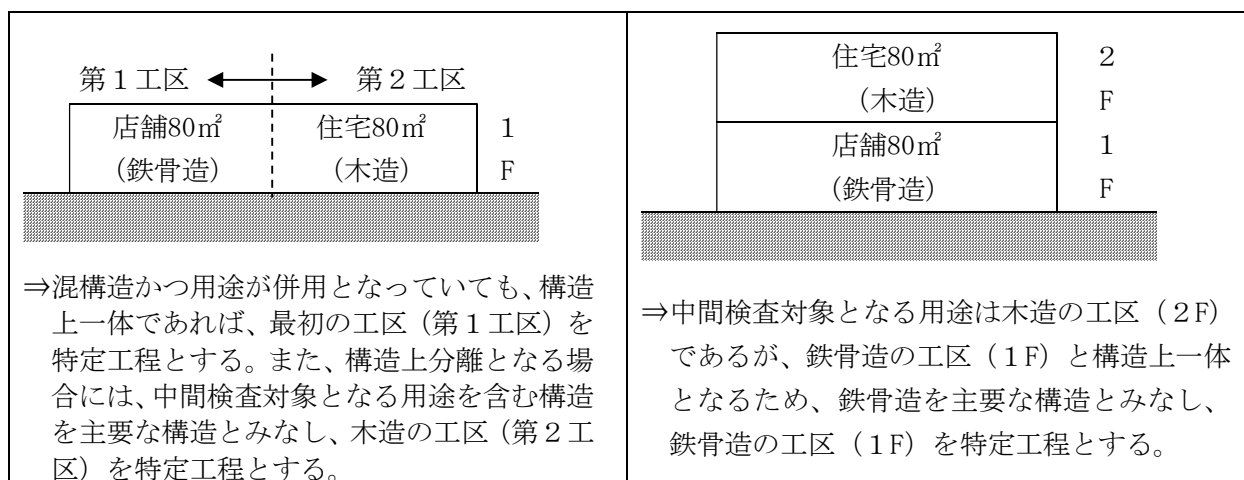 第１工区 第２工区
店舗80㎡ 住宅80㎡ １
(鉄骨造) (木造) F
⇒混構造かつ用途が併用となっていても、構造
上一体であれば、最初の工区（第１工区）を
特定工程とする。また、構造上分離となる場
合には、中間検査対象となる用途を含む構造
を主要な構造とみなし、木造の工区（第２工
区）を特定工程とする。
住宅80㎡ ２
(木造) F
店舗80㎡ １
(鉄骨造) F
⇒中間検査対象となる用途は木造の工区（２F）
であるが、鉄骨造の工区（１F）と構造上一体
となるため、鉄骨造を主要な構造とみなし、
鉄骨造の工区（１F）を特定工程とする。